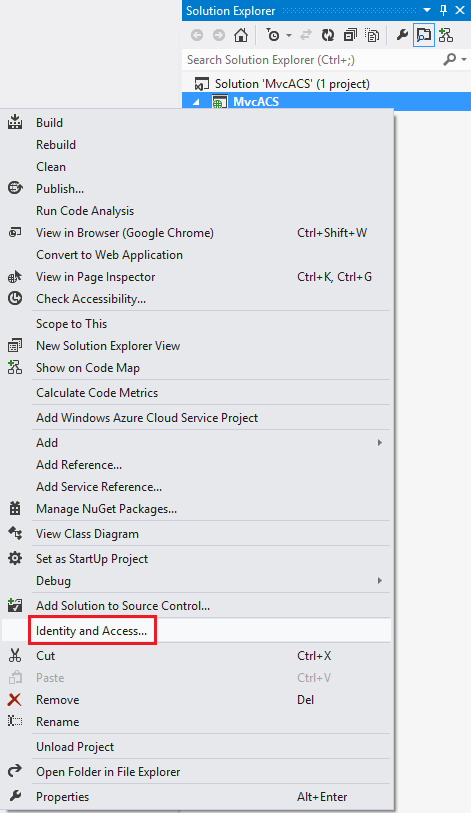 Solution Explorer
Search Solution Explorer (Ctrl+;)
Solution 'MvcACS' (1 project)
MvcACS
Build
Rebuild
Clean
Publish...
Run Code Analysis
View in Browser (Google Chrome) Ctrl+Shift+W
Convert to Web Application
View in Page Inspector Ctrl+K, Ctrl+G
Check Accessibility...
Scope to This
New Solution Explorer View
Show on Code Map
Calculate Code Metrics
Add Windows Azure Cloud Service Project
Add
Add Reference...
Add Service Reference...
Manage NuGet Packages...
View Class Diagram
Set as StartUp Project
Debug
Add Solution to Source Control...
Identity and Access...
Cut Ctrl+X
Paste Ctrl+V
Remove Del
Rename
Unload Project
Open Folder in File Explorer
Properties Alt+Enter